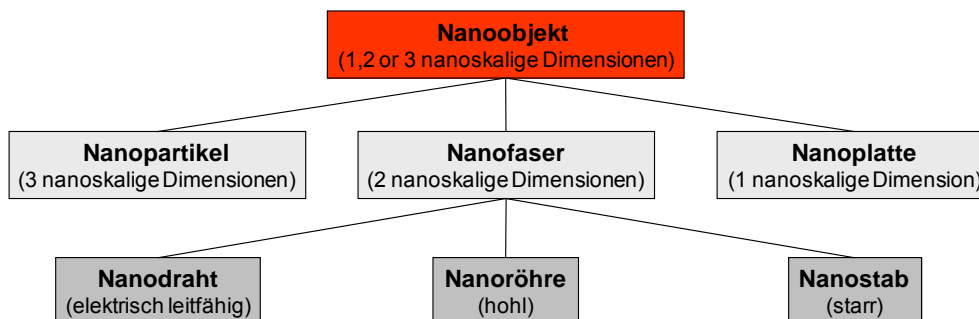 Nanoobjekt
(1,2 or 3 nanoskalige Dimensionen)
Nanopartikel
(3 nanoskalige Dimensionen)
Nanofaser
(2 nanoskalige Dimensionen)
Nanoplatte
(1 nanoskalige Dimension)
Nanodraht
(elektrisch leitfähig)
Nanoröhre
(hohl)
Nanostab
(starr)